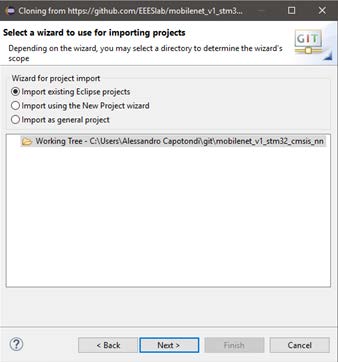 Cloning from https://github.com/EEESlab/mobilenet_v1_stm3...
Select a wizard to use for importing projects
Depending on the wizard, you may select a directory to determine the wizard's
scope
GIT
Wizard for project import
Import existing Eclipse projects
Import using the New Project wizard
Import as general project
Working Tree - C:\Users\Alessandro Capotondi\git\mobilenet_v1_stm32_cmsis_nn
?
< Back
Next >
Finish
Cancel